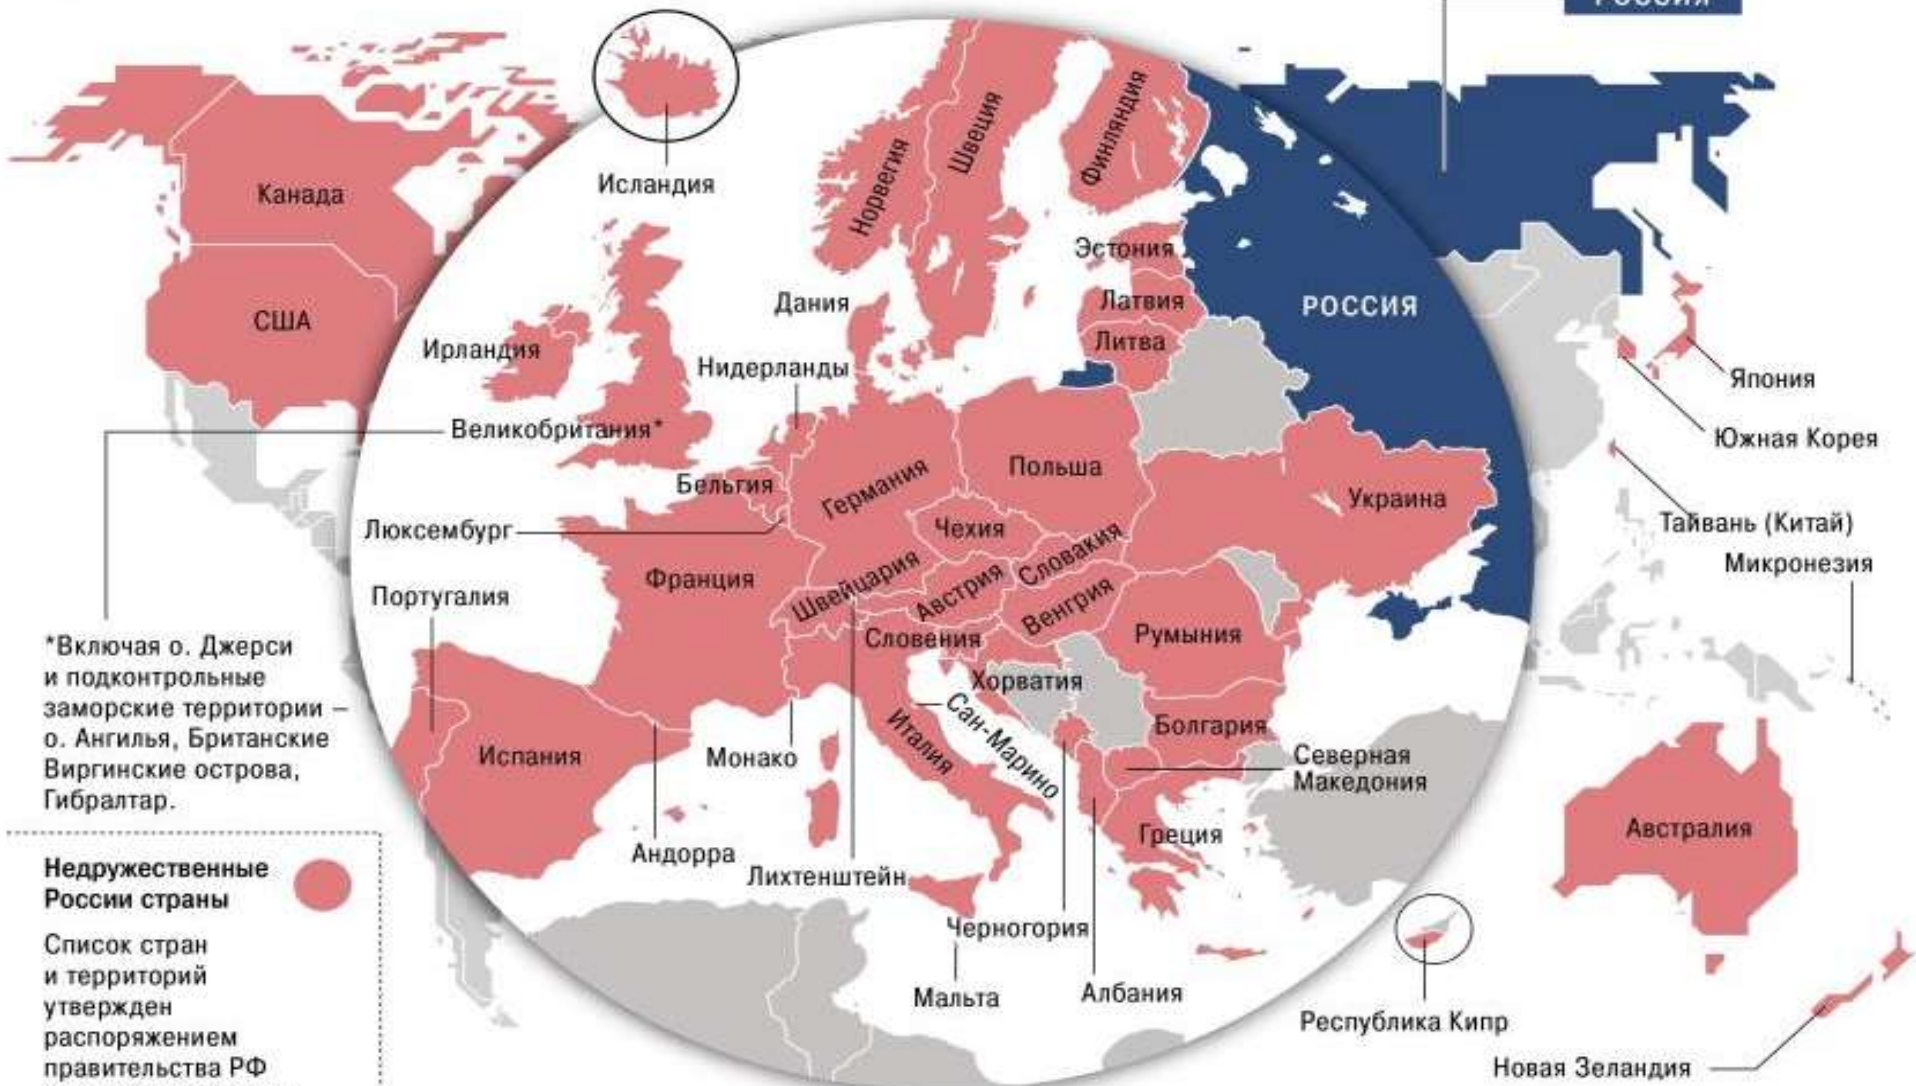 РОССИЯ
Исландия
Канада
США
Норвегия
Швеция
Финляндия
Эстония
Латвия
Литва
РОССИЯ
Дания
Ирландия
Нидерланды
Великобритания*
Бельгия
Люксембург
Германия
Польша
Чехия
Словакия
Украина
Франция
Швейцария
Австрия
Венгрия
Румыния
Португалия
Словения
Хорватия
Сан-Марино
Италия
Болгария
Испания
Монако
Северная
Македония
Андорра
Лихтенштейн
Греция
Черногория
Мальта
Албания
Республика Кипр
Япония
Южная Корея
Тайвань (Китай)
Микронезия
Австралия
Новая Зеландия
*Включая о. Джерси
и подконтрольные
заморские территории –
о. Ангилья, Британские
Виргинские острова,
Гибралтар.
Недружественные
России страны
Список стран
и территорий
утвержден
распоряжением
правительства РФ